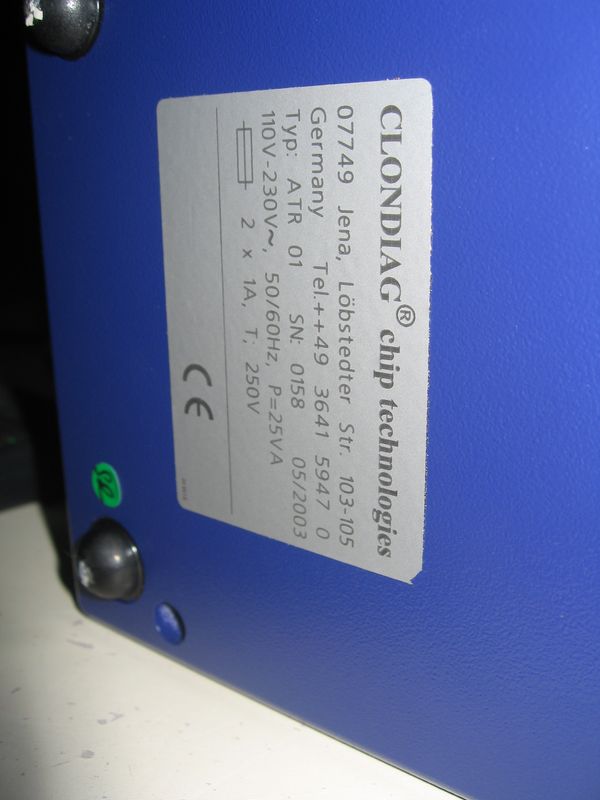 CLONDIAG® chip technologies
07749 Jena, Löbstedter Str. 103-105
Germany Tel.++49 3641 5947 0
Typ: ATR 01 SN: 0158 05/2003
110V-230V~, 50/60Hz, P=25VA
2 x 1A, T; 250V
CE